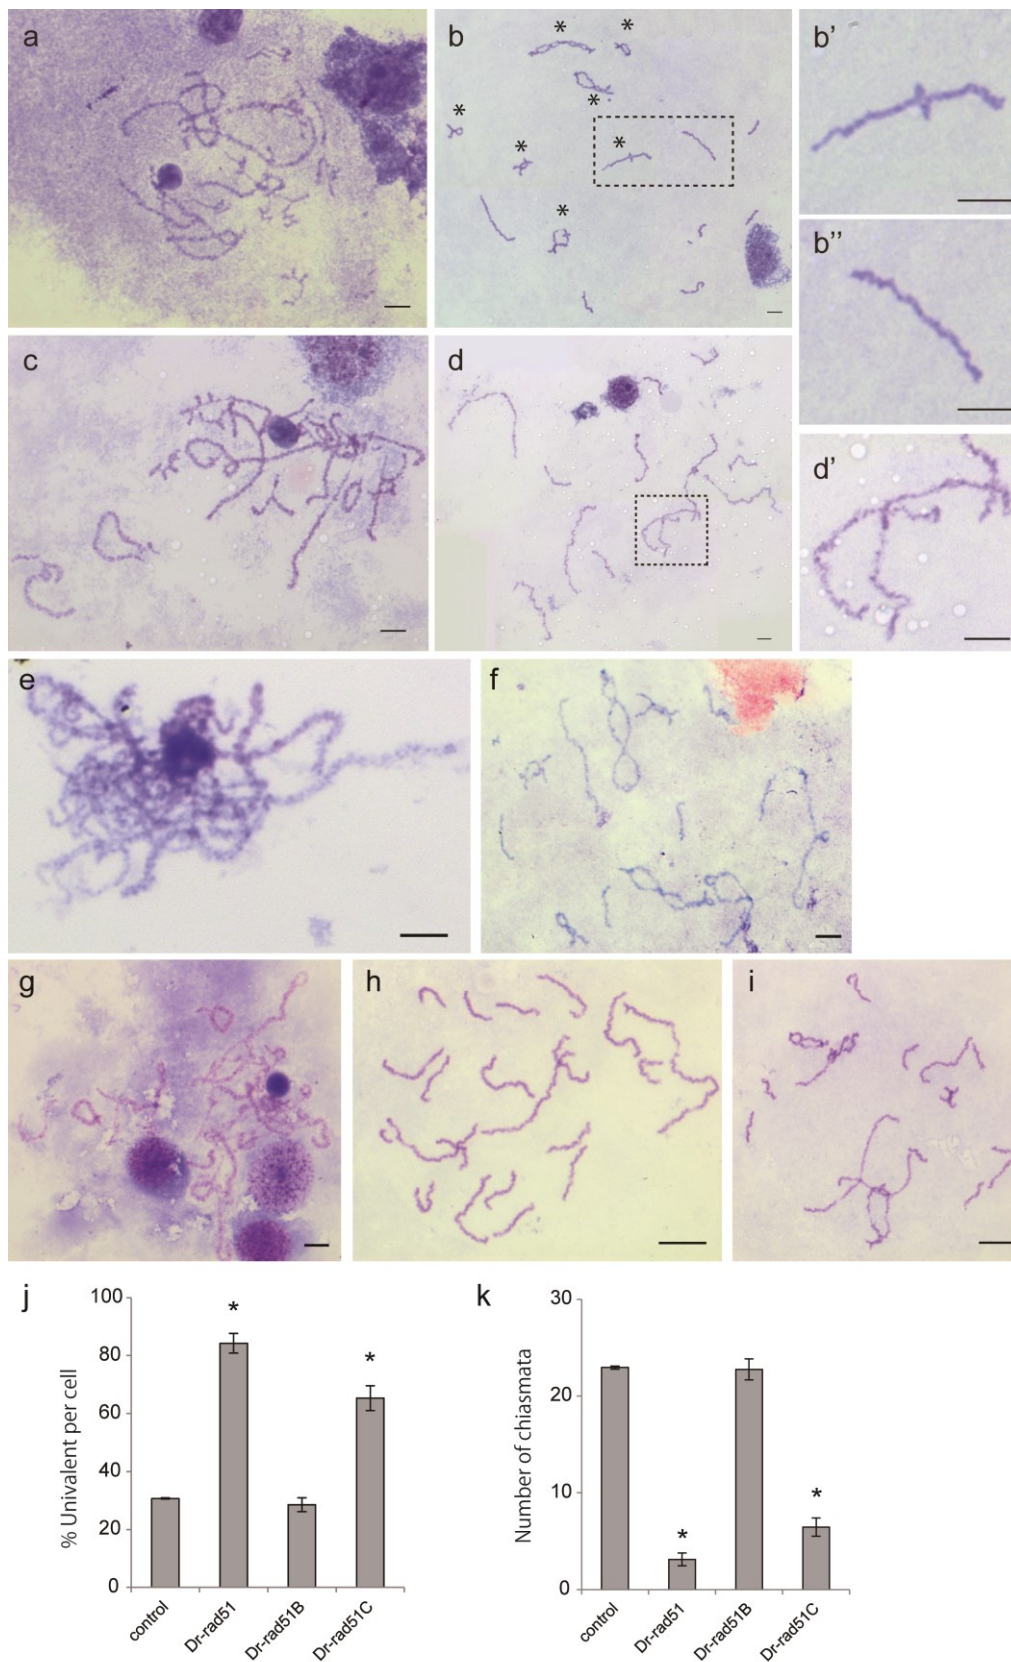 a
b
* *
*
*
*
*
b’
b’’
c
d
d’
e
f
g
h
i
j
% Univalent per cell
100
80
60
40
20
0
*
*
control
Dr-rad51
Dr-rad51B
Dr-rad51C
k
Number of chiasmata
30
20
10
0
*
*
control
Dr-rad51
Dr-rad51B
Dr-rad51C